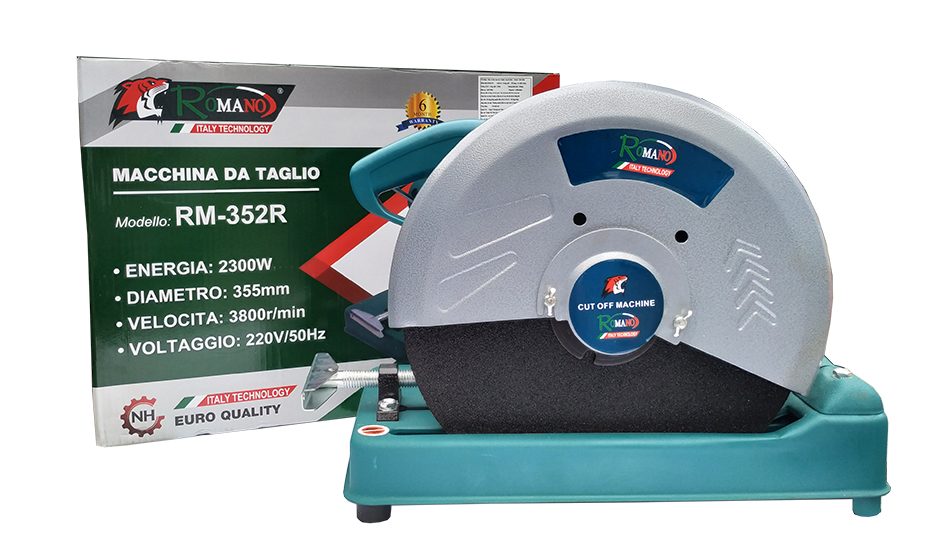 ROMANO®
ITALY TECHNOLOGY
6
MONTHS
WARRANTY
MACCHINA DA TAGLIO
Modello: RM-352R
• ENERGIA: 2300W
• DIAMETRO: 355mm
• VELOCITA: 3800r/min
• VOLTAGGIO: 220V/50Hz
NH
ITALY TECHNOLOGY
EURO QUALITY
ROMANO
ITALY TECHNOLOGY
CUT OFF MACHINE
ROMANO
ITALY TECHNOLOGY